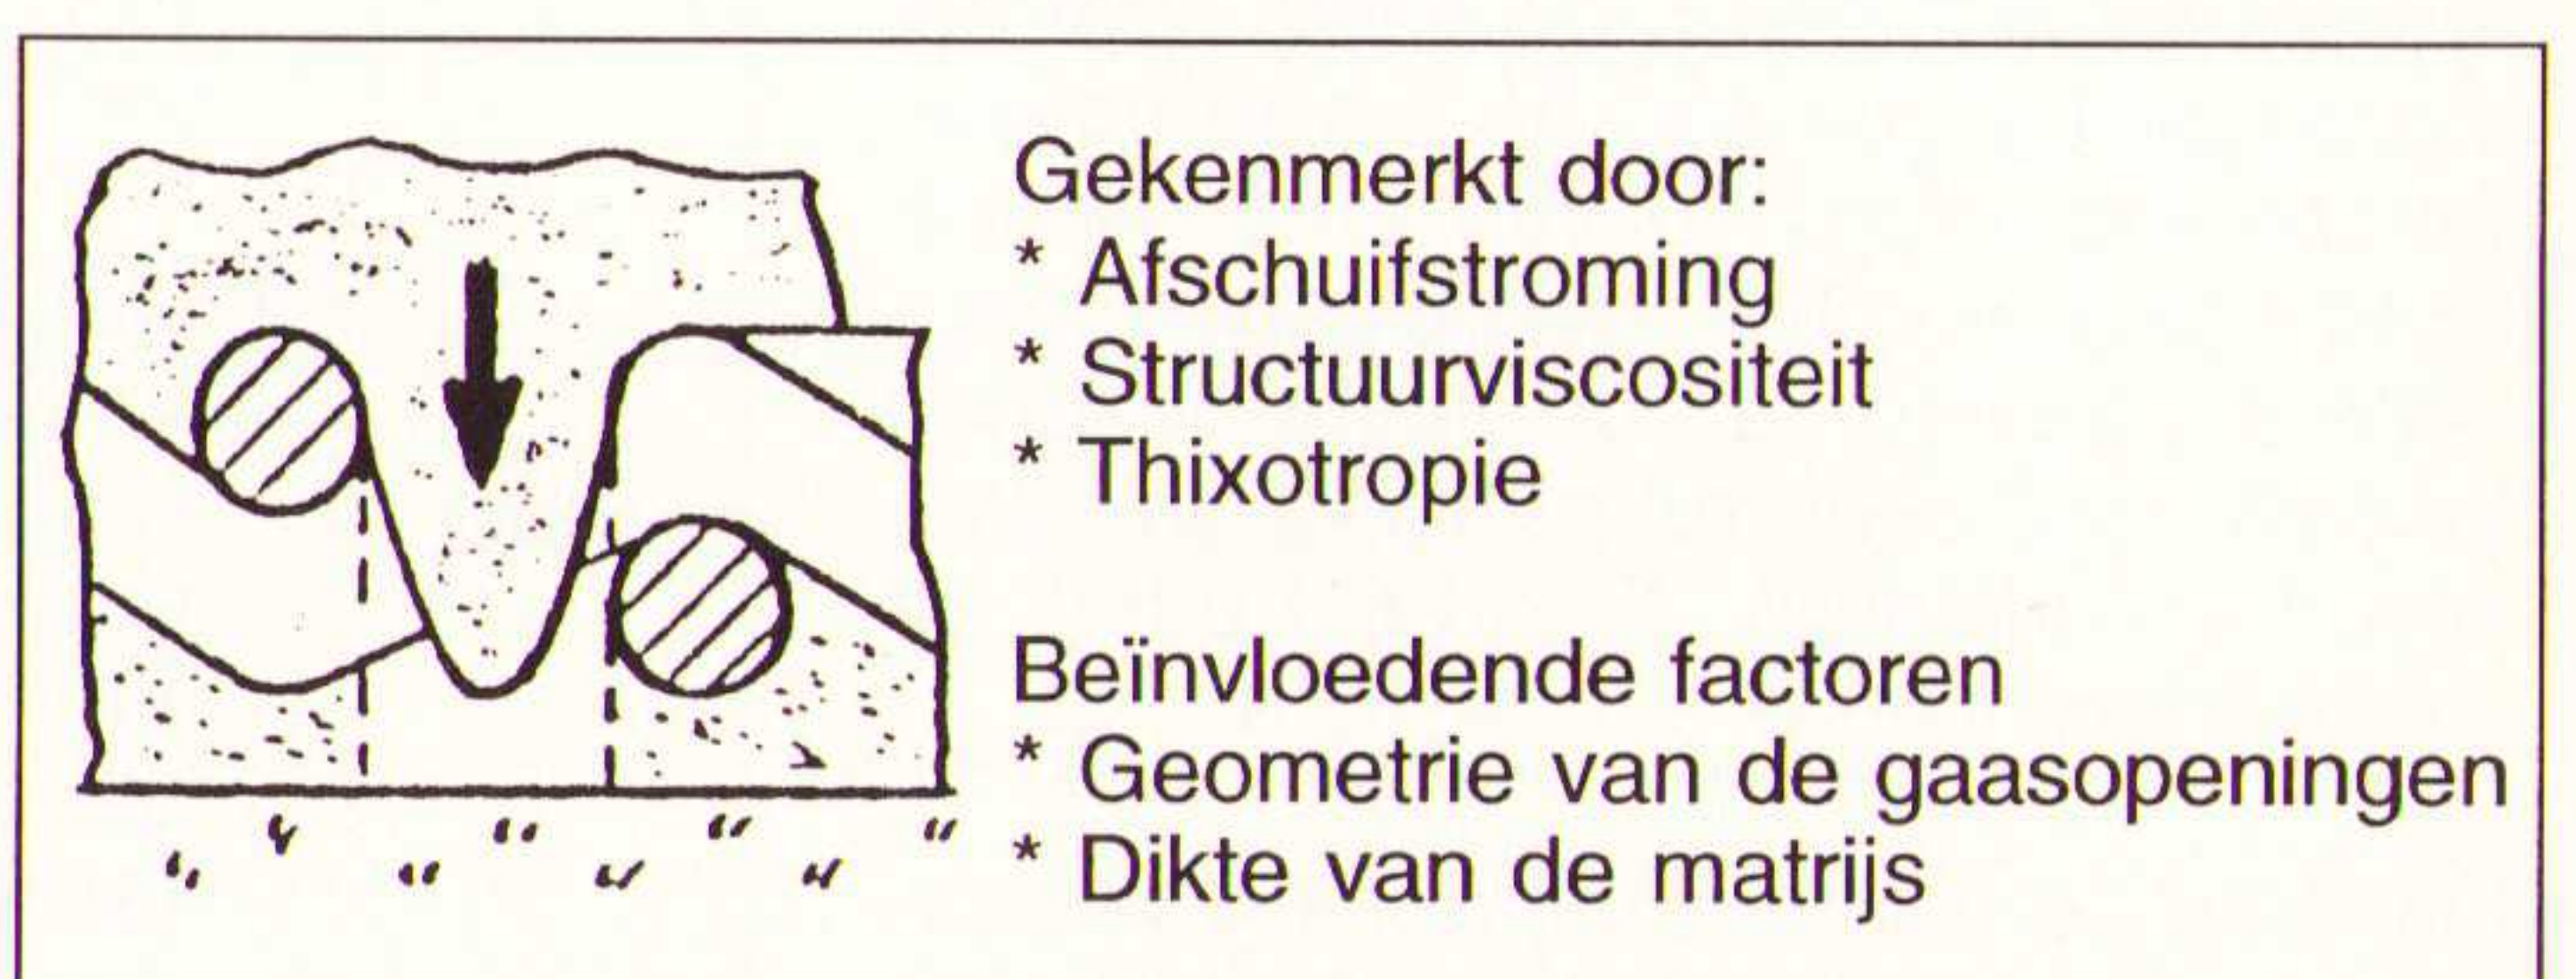 Gekenmerkt door:
* Afschuifstroming
* Structuurviscositeit
* Thixotropie
Beïnvloedende factoren
* Geometrie van de gaasopeningen
* Dikte van de matrijs